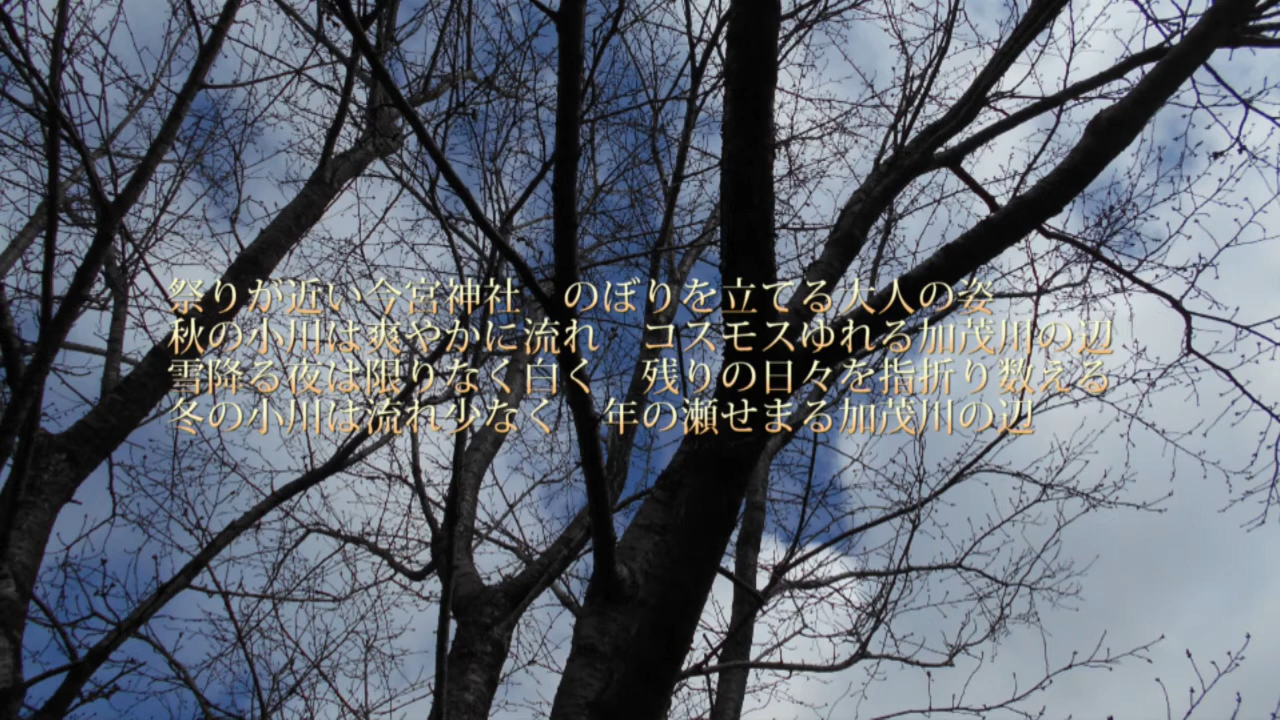 祭りが近い今宮神社　のぼりを立てる大人の姿
秋の小川は爽やかに流れ　コスモスゆれる加茂川の辺
雪降る夜は限りなく白く　残りの日々を指折り数える
冬の小川は流れ少なく　年の瀬せまる加茂川の辺